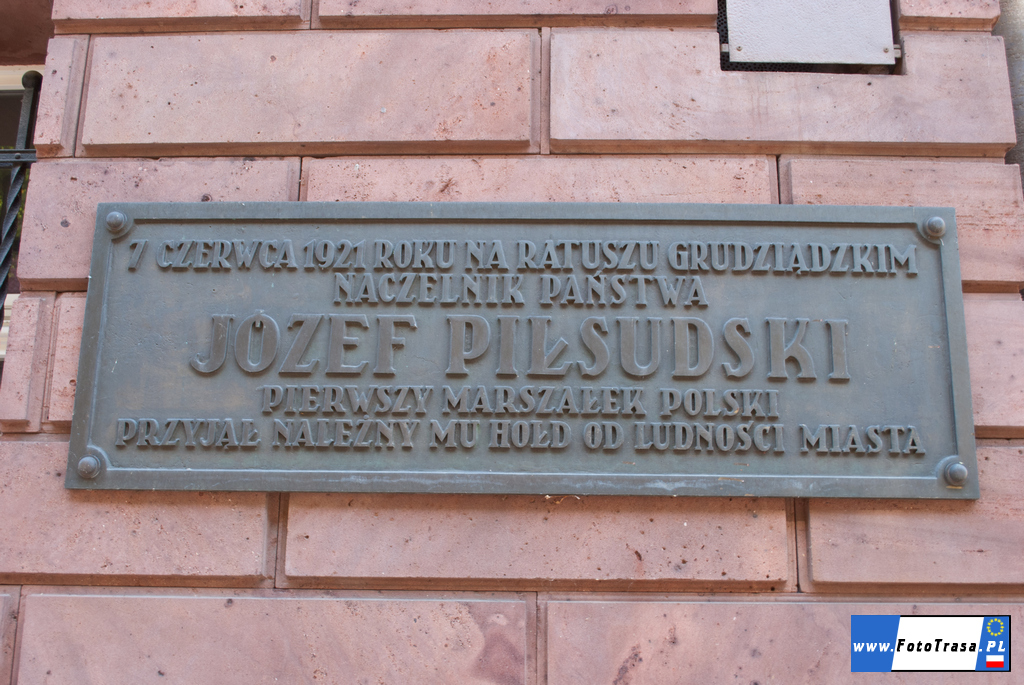 7 CZERWCA 1921 ROKU NA RATUSZU GRUDZIĄDZKIM
NACZELNIK PAŃSTWA
JÓZEF PIŁSUDSKI
PIERWSZY MARSZAŁEK POLSKI
PRZYJĄŁ NALEŻNY MU HOŁD OD LUDNOŚCI MIASTA
www.FotoTrasa.PL